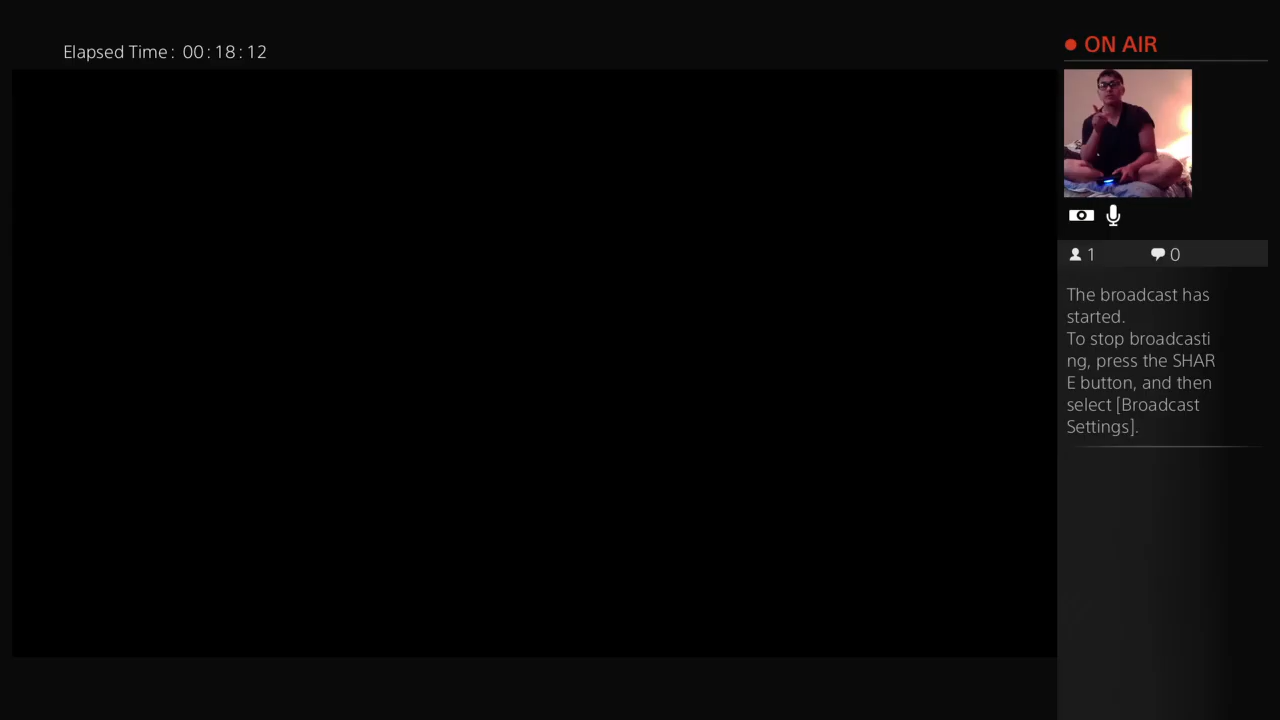 Elapsed Time: 00:18:12
ON AIR
1 0
The broadcast has
started.
To stop broadcasti
ng, press the SHAR
E button, and then
select [Broadcast
Settings].